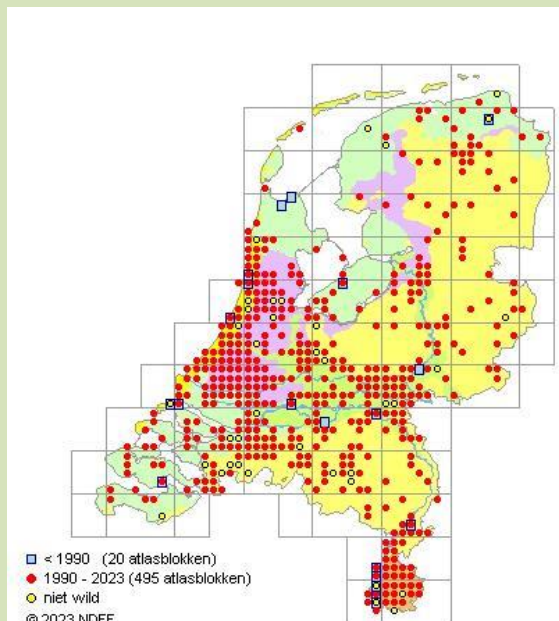 < 1990 (20 atlasblokken)
1990 - 2023 (495 atlasblokken)
niet wild
© 2023 NDFF